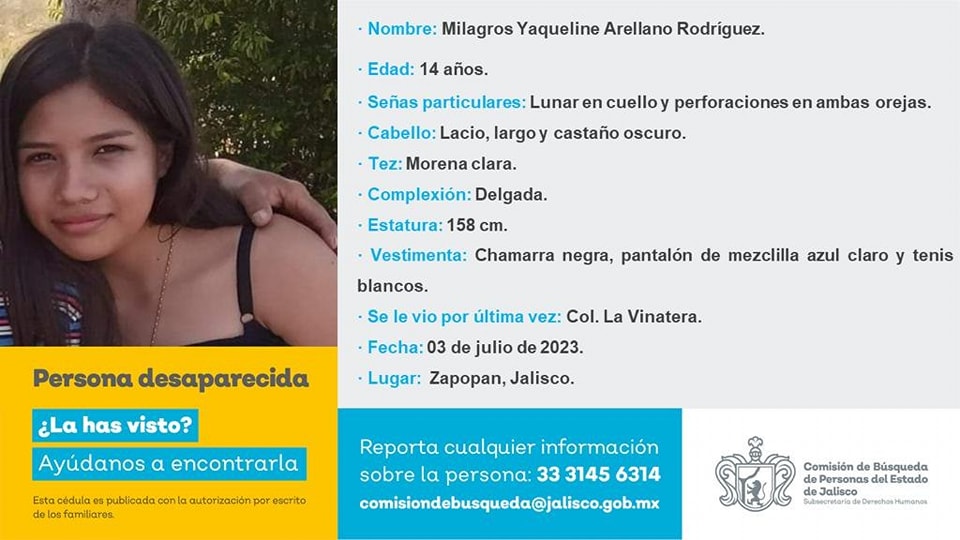 · Nombre: Milagros Yaqueline Arellano Rodríguez.
· Edad: 14 años.
· Señas particulares: Lunar en cuello y perforaciones en ambas orejas.
· Cabello: Lacio, largo y castaño oscuro.
· Tez: Morena clara.
· Complexión: Delgada.
· Estatura: 158 cm.
· Vestimenta: Chamarra negra, pantalón de mezclilla azul claro y tenis
blancos.
· Se le vio por última vez: Col. La Vinatera.
· Fecha: 03 de julio de 2023.
· Lugar: Zapopan, Jalisco.
Persona desaparecida
¿La has visto?
Ayúdanos a encontrarla
Esta cédula es publicada con la autorización por escrito
de los familiares.
Reporta cualquier información
sobre la persona: 33 3145 6314
comisiondebusqueda@jalisco.gob.mx
Comisión de Búsqueda
de Personas del Estado
de Jalisco
Subsecretaría de Derechos Humanos